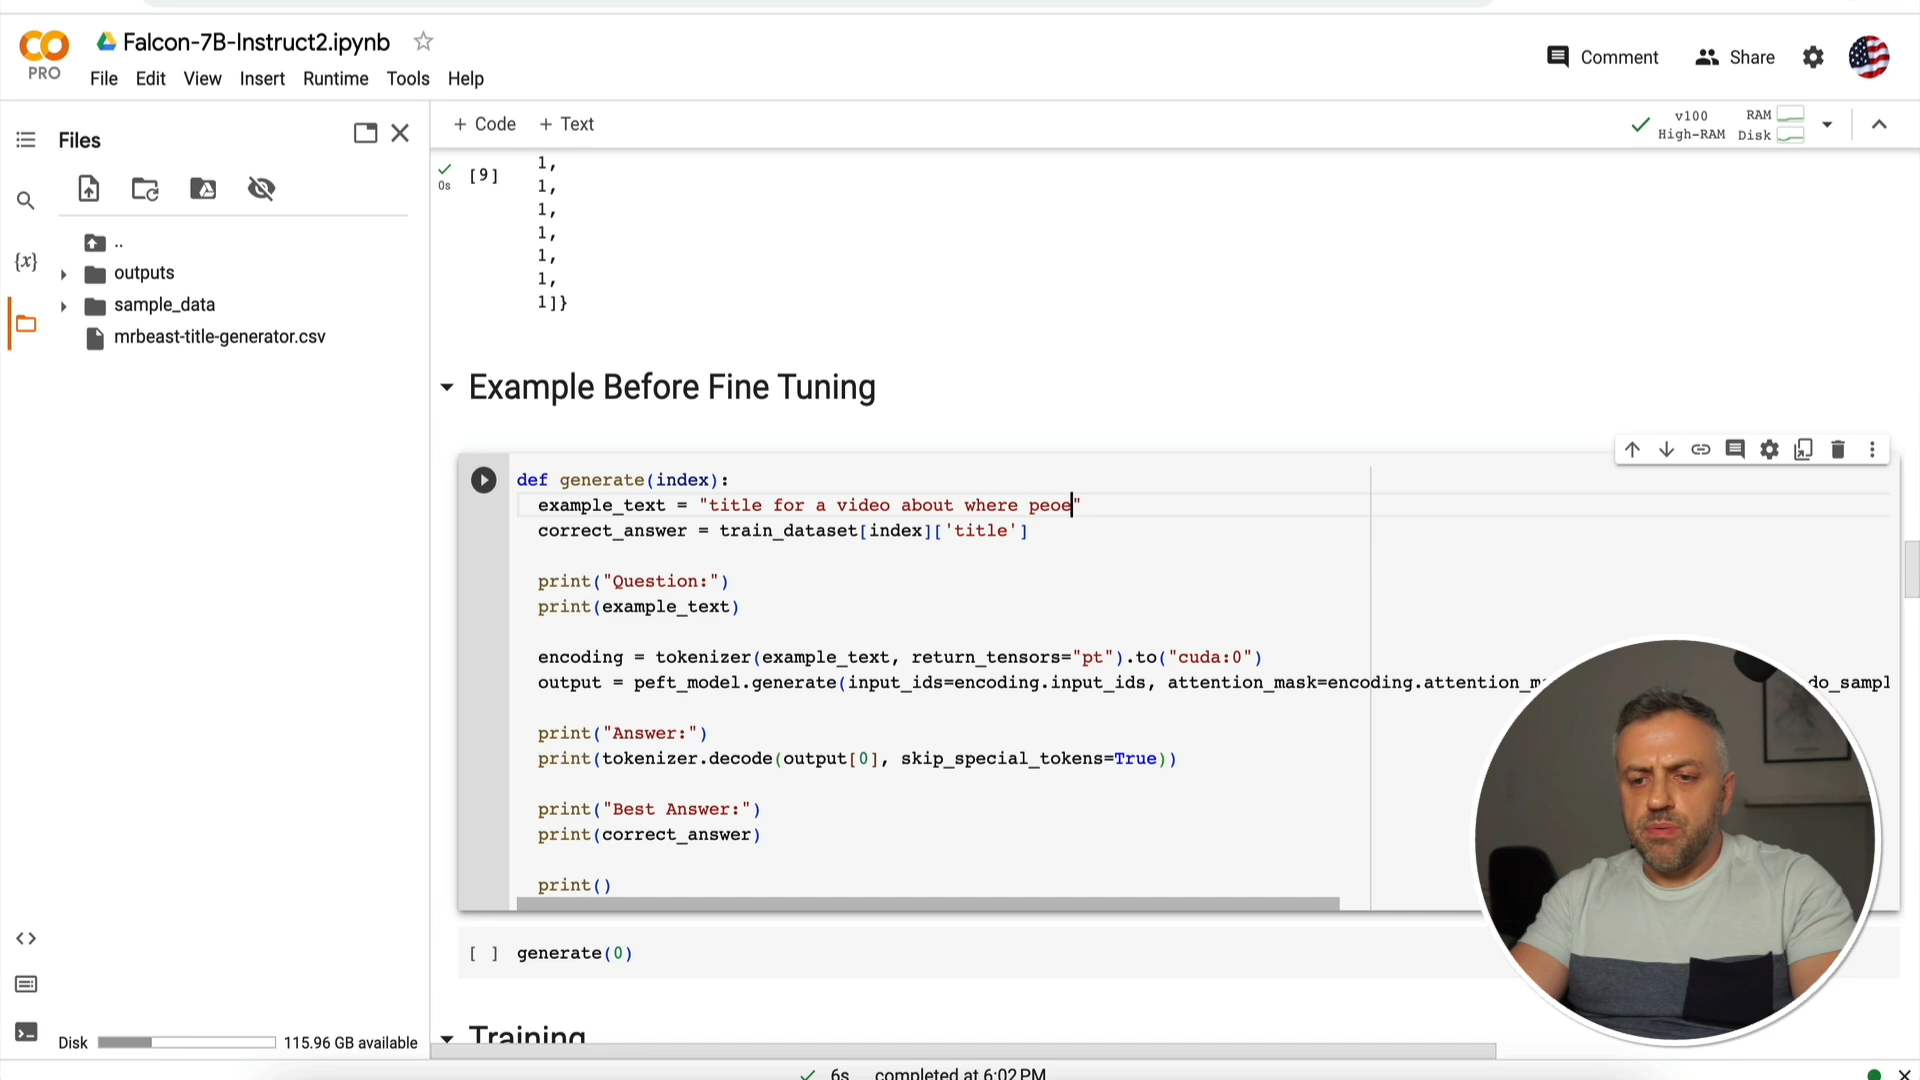 Falcon-7B-Instruct2.ipynb
PRO
File Edit View Insert Runtime Tools Help
Comment
Share
Files
+ Code + Text
v100
High-RAM
RAM
Disk
{x}
..
outputs
sample_data
mrbeast-title-generator.csv
0s
[9]
1,
1,
1,
1,
1,
1,
1]}
Example Before Fine Tuning
def generate(index):
example_text = "title for a video about where peoe"
correct_answer = train_dataset[index]['title']
print("Question:")
print(example_text)
encoding = tokenizer(example_text, return_tensors="pt").to("cuda:0")
output = peft_model.generate(input_ids=encoding.input_ids, attention_mask=encoding.attention_m do_sampl
print("Answer:")
print(tokenizer.decode(output[0], skip_special_tokens=True))
print("Best Answer:")
print(correct_answer)
print()
[ ] generate(0)
Training
Disk 115.96 GB available
6s completed at 6:02 PM